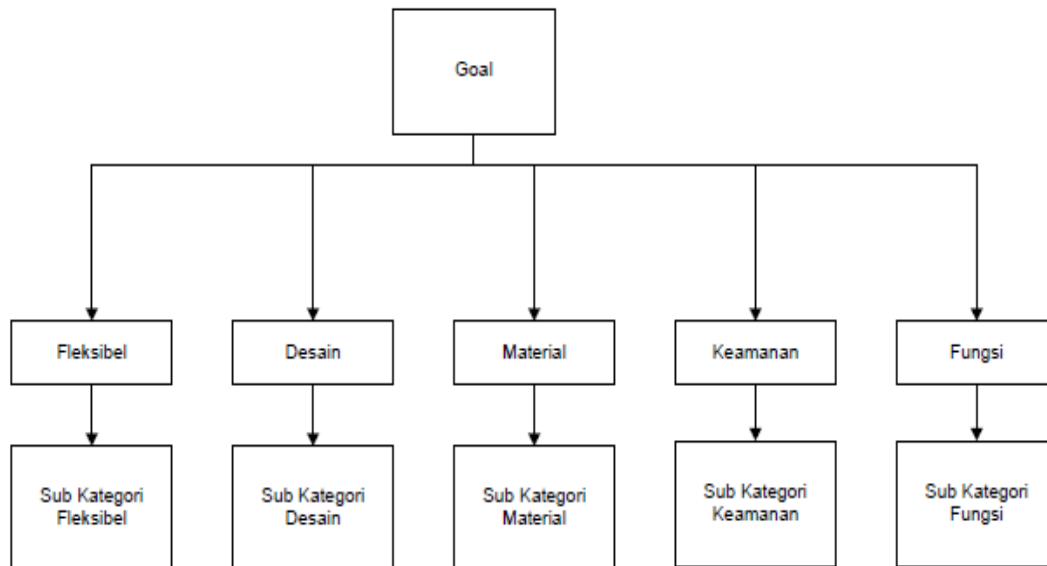 Goal
Fleksibel
Desain
Material
Keamanan
Fungsi
Sub Kategori
Fleksibel
Sub Kategori
Desain
Sub Kategori
Material
Sub Kategori
Keamanan
Sub Kategori
Fungsi